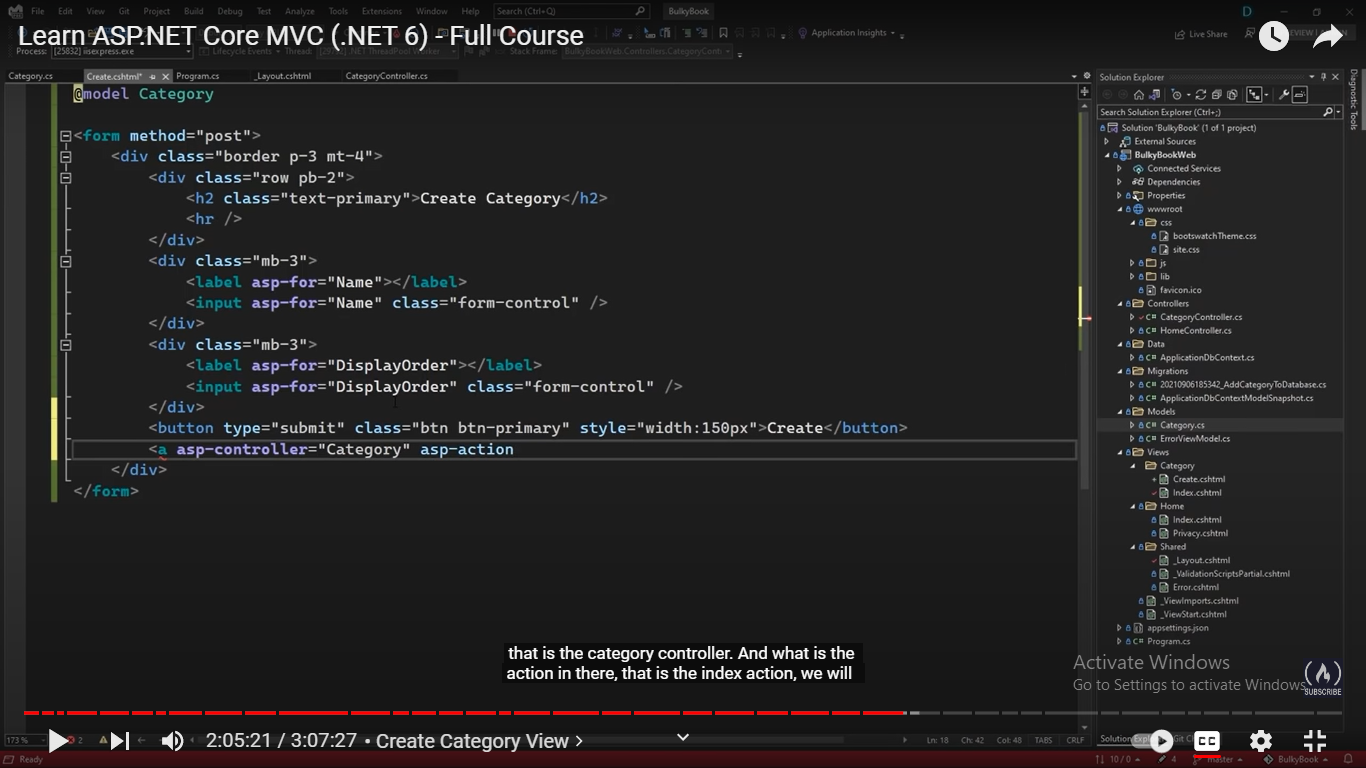 File Edit View Git Project Build Debug Test Analyze Tools Extensions Window Help Search (Ctrl+Q) BulkyBook
Learn ASP.NET Core MVC (.NET 6) - Full Course
Application Insights
Live Share
Process: [25832] iisexpress.exe Lifecycle Events Thread: Stack Frame: BulkyBookWeb.Controllers.CategoryCont
Category.cs Create.cshtml* Program.cs _Layout.cshtml CategoryController.cs
@model Category
<form method="post">
<div class="border p-3 mt-4">
<div class="row pb-2">
<h2 class="text-primary">Create Category</h2>
<hr />
</div>
<div class="mb-3">
<label asp-for="Name"></label>
<input asp-for="Name" class="form-control" />
</div>
<div class="mb-3">
<label asp-for="DisplayOrder"></label>
<input asp-for="DisplayOrder" class="form-control" />
</div>
<button type="submit" class="btn btn-primary" style="width:150px">Create</button>
<a asp-controller="Category" asp-action
</div>
</form>
Solution Explorer
Search Solution Explorer (Ctrl+;)
Solution 'BulkyBook' (1 of 1 project)
External Sources
BulkyBookWeb
Connected Services
Dependencies
Properties
wwwroot
css
bootswatchTheme.css
site.css
js
lib
favicon.ico
Controllers
CategoryController.cs
HomeController.cs
Data
ApplicationDbContext.cs
Migrations
20210906185342_AddCategoryToDatabase.cs
ApplicationDbContextModelSnapshot.cs
Models
Category.cs
ErrorViewModel.cs
Views
Category
Create.cshtml
Index.cshtml
Home
Index.cshtml
Privacy.cshtml
Shared
_Layout.cshtml
_ValidationScriptsPartial.cshtml
Error.cshtml
_ViewImports.cshtml
_ViewStart.cshtml
appsettings.json
Program.cs
Diagnostic Tools
that is the category controller. And what is the
action in there, that is the index action, we will
Activate Windows
Go to Settings to activate Windows.
SUBSCRIBE
173 % 2 Ln: 18 Ch: 42 Col: 48 TABS CRLF
2:05:21 / 3:07:27 • Create Category View >
CC
Ready 10 / 0 4 master BulkyBook